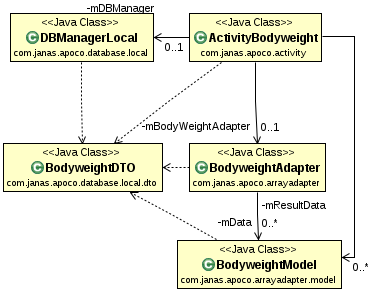 -mDBManager
<<Java Class>>
C DBManagerLocal
com.janas.apoco.database.local
0..1
<<Java Class>>
C ActivityBodyweight
com.janas.apoco.activity
-mBodyWeightAdapter
0..1
<<Java Class>>
C BodyweightDTO
com.janas.apoco.database.local.dto
<<Java Class>>
C BodyweightAdapter
com.janas.apoco.arrayadapter
-mResultData
-mData
0..*
<<Java Class>>
C BodyweightModel
com.janas.apoco.arrayadapter.model
0..*